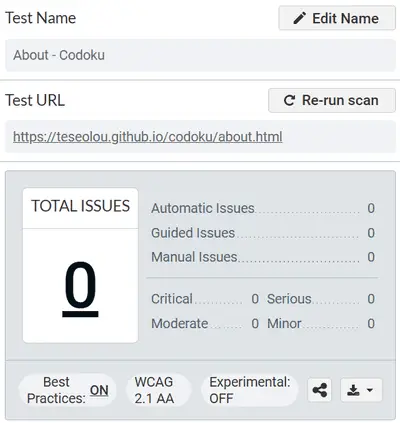 Test Name
Edit Name
About - Codoku
Test URL
Re-run scan
https://teseolou.github.io/codoku/about.html
TOTAL ISSUES
0
Automatic Issues 0
Guided Issues 0
Manual Issues 0
Critical 0 Serious 0
Moderate 0 Minor 0
Best
Practices: ON
WCAG
2.1 AA
Experimental:
OFF